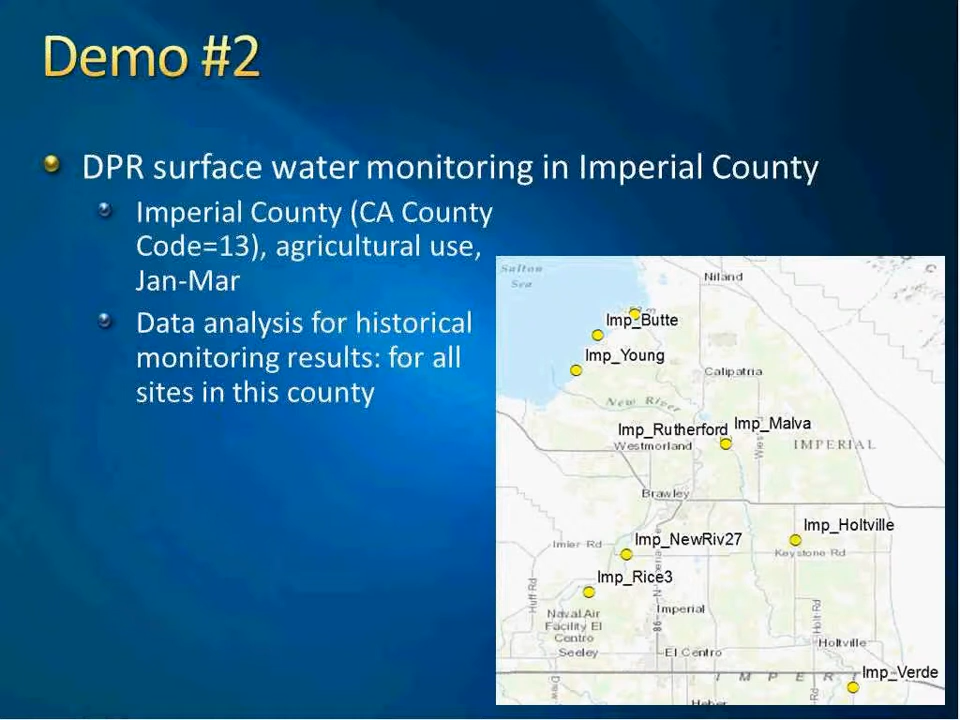 Demo #2
DPR surface water monitoring in Imperial County
Imperial County (CA County
Code=13), agricultural use,
Jan-Mar
Data analysis for historical
monitoring results: for all
sites in this county
Salton
Sea
Niland
Imp_Butte
Imp_Young
Calipatria
New River
Imp_Rutherford
Imp_Malva
Westmorland
IMPERIAL
Brawley
Imp_Holtville
Imp_NewRiv27
Imler Rd
Keystone Rd
Imp_Rice3
Huff Rd
Naval Air
Facility El
Centro
Imperial
Holt Rd
Holtville
Seeley
El Centro
Imp_Verde
Heber